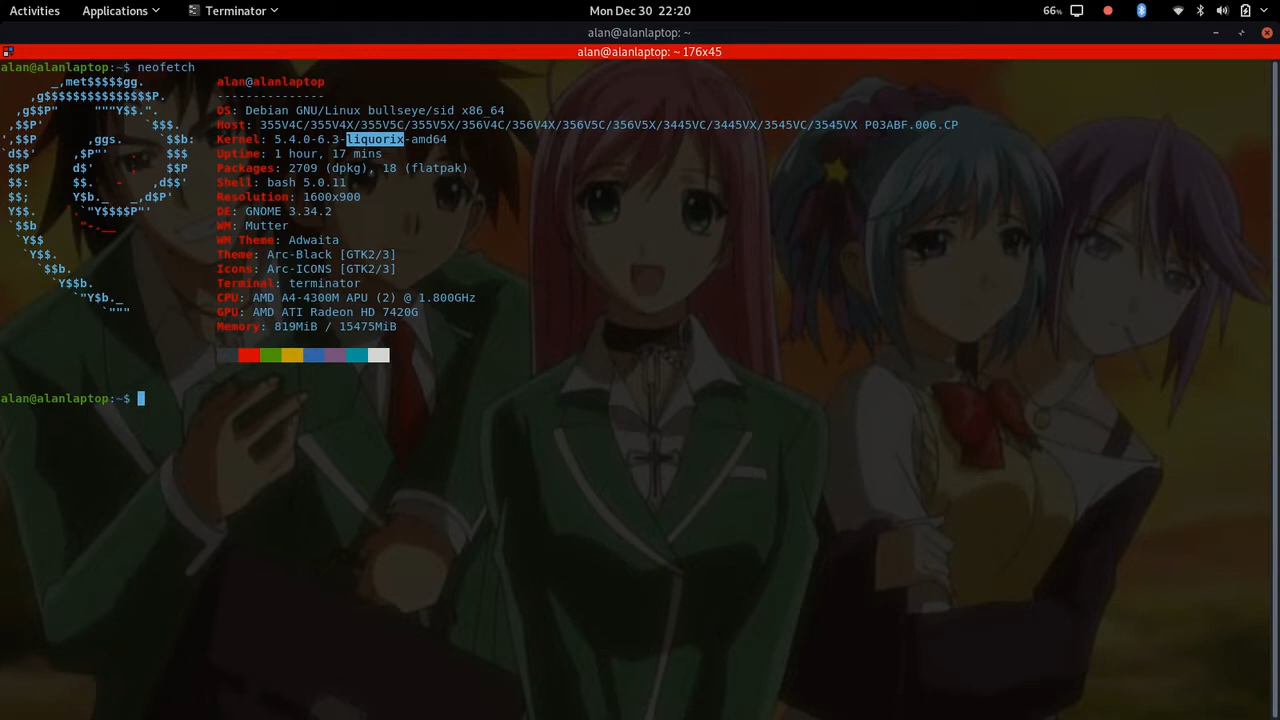 Activities Applications Terminator Mon Dec 30 22:20 66%
alan@alanlaptop: ~
alan@alanlaptop: ~ 176x45
alan@alanlaptop:~$ neofetch
_,met$$$$$gg. alan@alanlaptop
,g$$$$$$$$$$$$$$$P. ---------------
,g$$P" """Y$$.". OS: Debian GNU/Linux bullseye/sid x86_64
,$$P' `$$$. Host: 355V4C/355V4X/355V5C/355V5X/356V4C/356V4X/356V5C/356V5X/3445VC/3445VX/3545VC/3545VX P03ABF.006.CP
',$$P ,ggs. `$$b: Kernel: 5.4.0-6.3-liquorix-amd64
`d$$' ,$P"' . $$$ Uptime: 1 hour, 17 mins
$$P d$' , $$P Packages: 2709 (dpkg), 18 (flatpak)
$$: $$. - ,d$$' Shell: bash 5.0.11
$$; Y$b._ _,d$P' Resolution: 1600x900
Y$$. `.`"Y$$$$P"' DE: GNOME 3.34.2
`$$b "-.__ WM: Mutter
`Y$$ WM Theme: Adwaita
`Y$$. Theme: Arc-Black [GTK2/3]
`$$b. Icons: Arc-ICONS [GTK2/3]
`Y$$b. Terminal: terminator
`"Y$b._ CPU: AMD A4-4300M APU (2) @ 1.800GHz
`""" GPU: AMD ATI Radeon HD 7420G
Memory: 819MiB / 15475MiB
alan@alanlaptop:~$